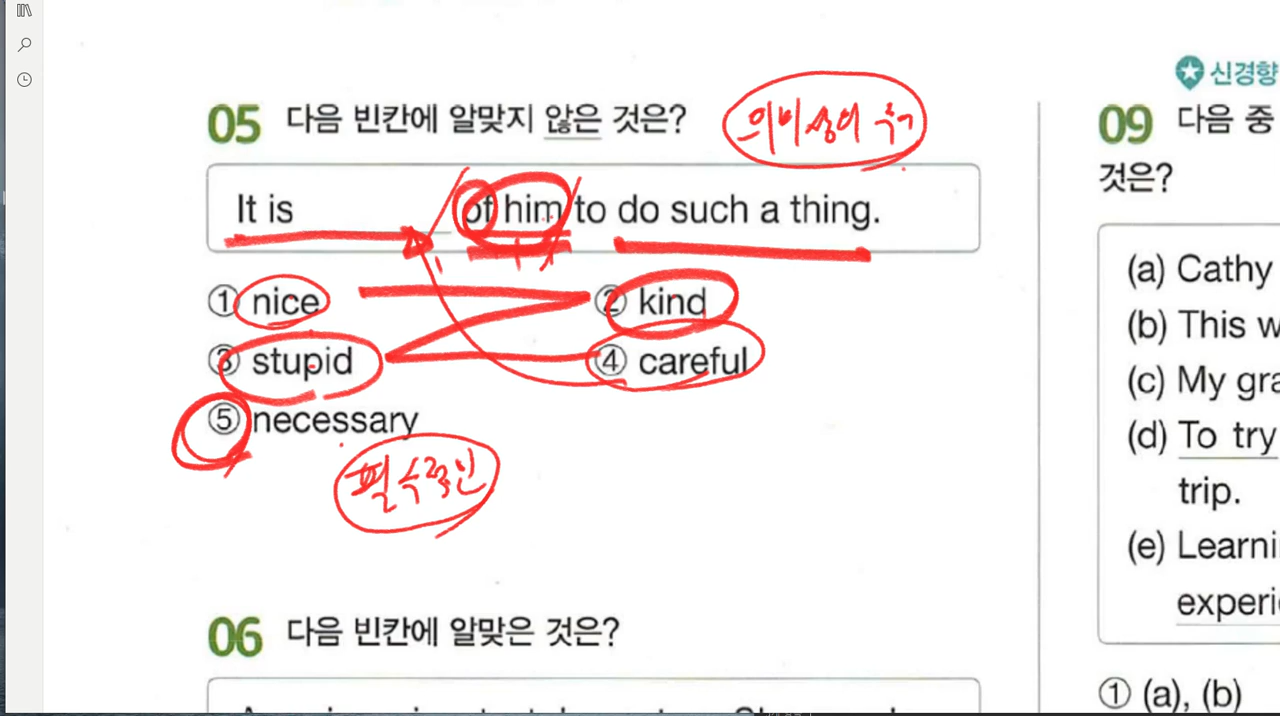 신경향
05 다음 빈칸에 알맞지 않은 것은?
의미상의 주어
It is of him to do such a thing.
① nice ② kind
③ stupid ④ careful
⑤ necessary
필수적인
06 다음 빈칸에 알맞은 것은?
09 다음 중
것은?
(a) Cathy
(b) This w
(c) My gra
(d) To try
trip.
(e) Learni
experi
① (a), (b)